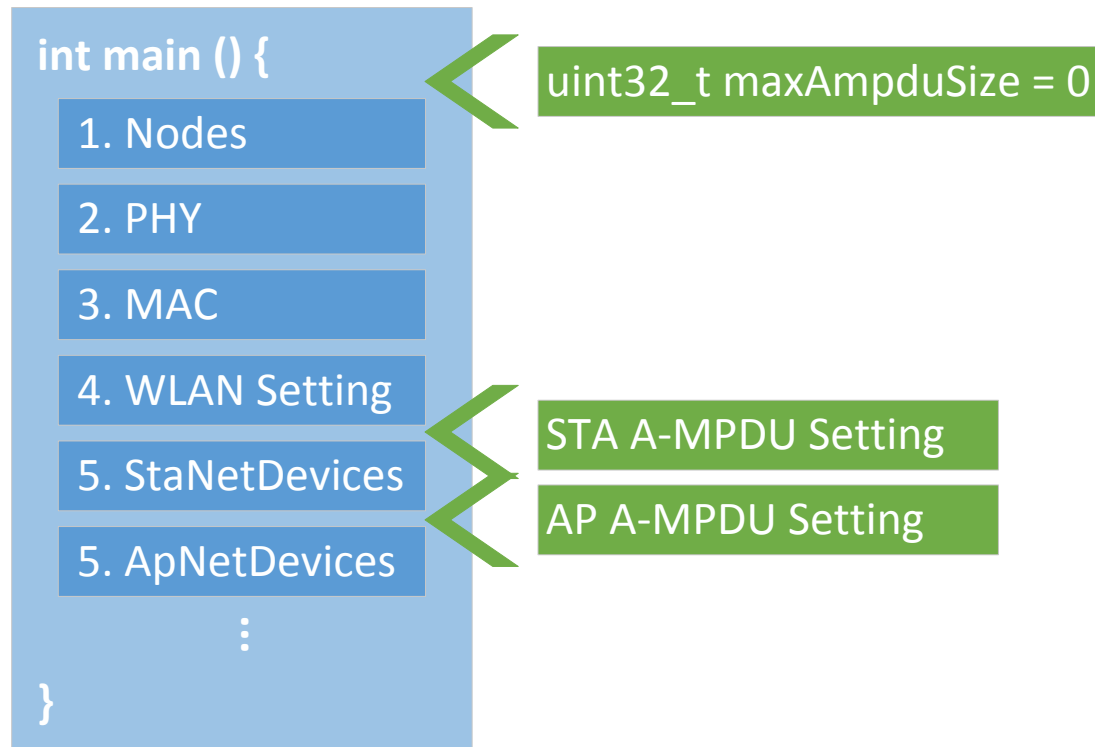 int main () {
uint32_t maxAmpduSize = 0
1. Nodes
2. PHY
3. MAC
4. WLAN Setting
STA A-MPDU Setting
5. StaNetDevices
AP A-MPDU Setting
5. ApNetDevices
⋮
}